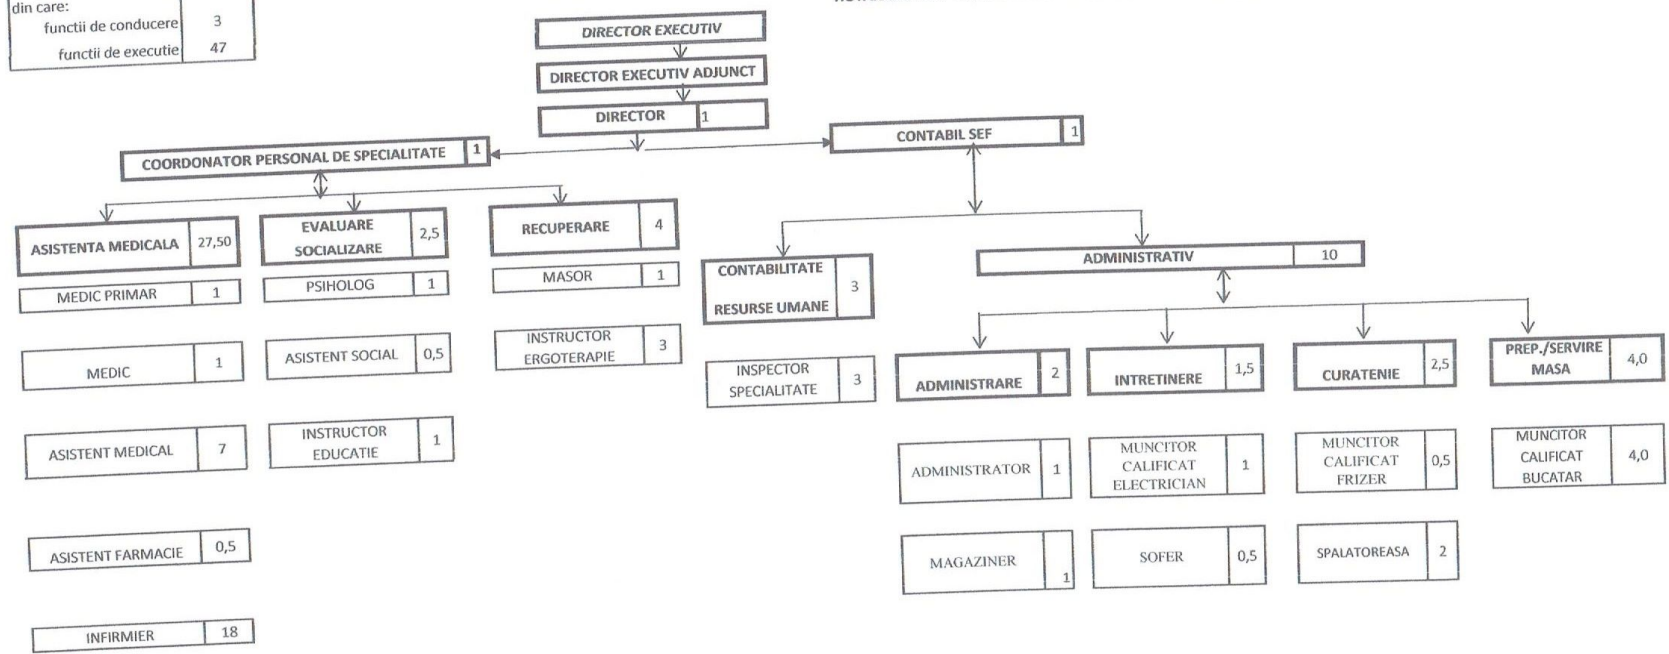 din care:
functii de conducere 3
functii de executie 47
DIRECTOR EXECUTIV
DIRECTOR EXECUTIV ADJUNCT
DIRECTOR 1
COORDONATOR PERSONAL DE SPECIALITATE 1
CONTABIL SEF 1
ASISTENTA MEDICALA 27,50
MEDIC PRIMAR 1
MEDIC 1
ASISTENT MEDICAL 7
ASISTENT FARMACIE 0,5
INFIRMIER 18
EVALUARE
SOCIALIZARE 2,5
PSIHOLOG 1
ASISTENT SOCIAL 0,5
INSTRUCTOR
EDUCATIE 1
RECUPERARE 4
MASOR 1
INSTRUCTOR
ERGOTERAPIE 3
CONTABILITATE
RESURSE UMANE 3
INSPECTOR
SPECIALITATE 3
ADMINISTRATIV 10
ADMINISTRARE 2
ADMINISTRATOR 1
MAGAZINER 1
INTRETINERE 1,5
MUNCITOR
CALIFICAT 1
ELECTRICIAN
SOFER 0,5
CURATENIE 2,5
MUNCITOR
CALIFICAT 0,5
FRIZER
SPALATOREASA 2
PREP./SERVIRE
MASA 4,0
MUNCITOR
CALIFICAT 4,0
BUCATAR